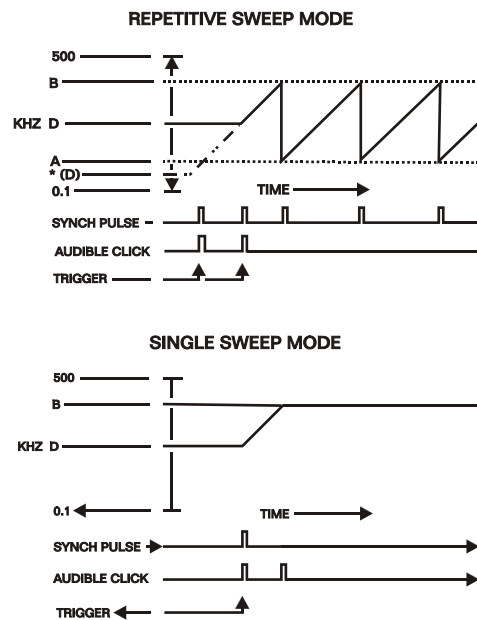 REPETITIVE SWEEP MODE
500
B
KHZ D
A
* (D)
0.1
TIME
SYNCH PULSE
AUDIBLE CLICK
TRIGGER
SINGLE SWEEP MODE
500
B
KHZ D
0.1
TIME
SYNCH PULSE
AUDIBLE CLICK
TRIGGER